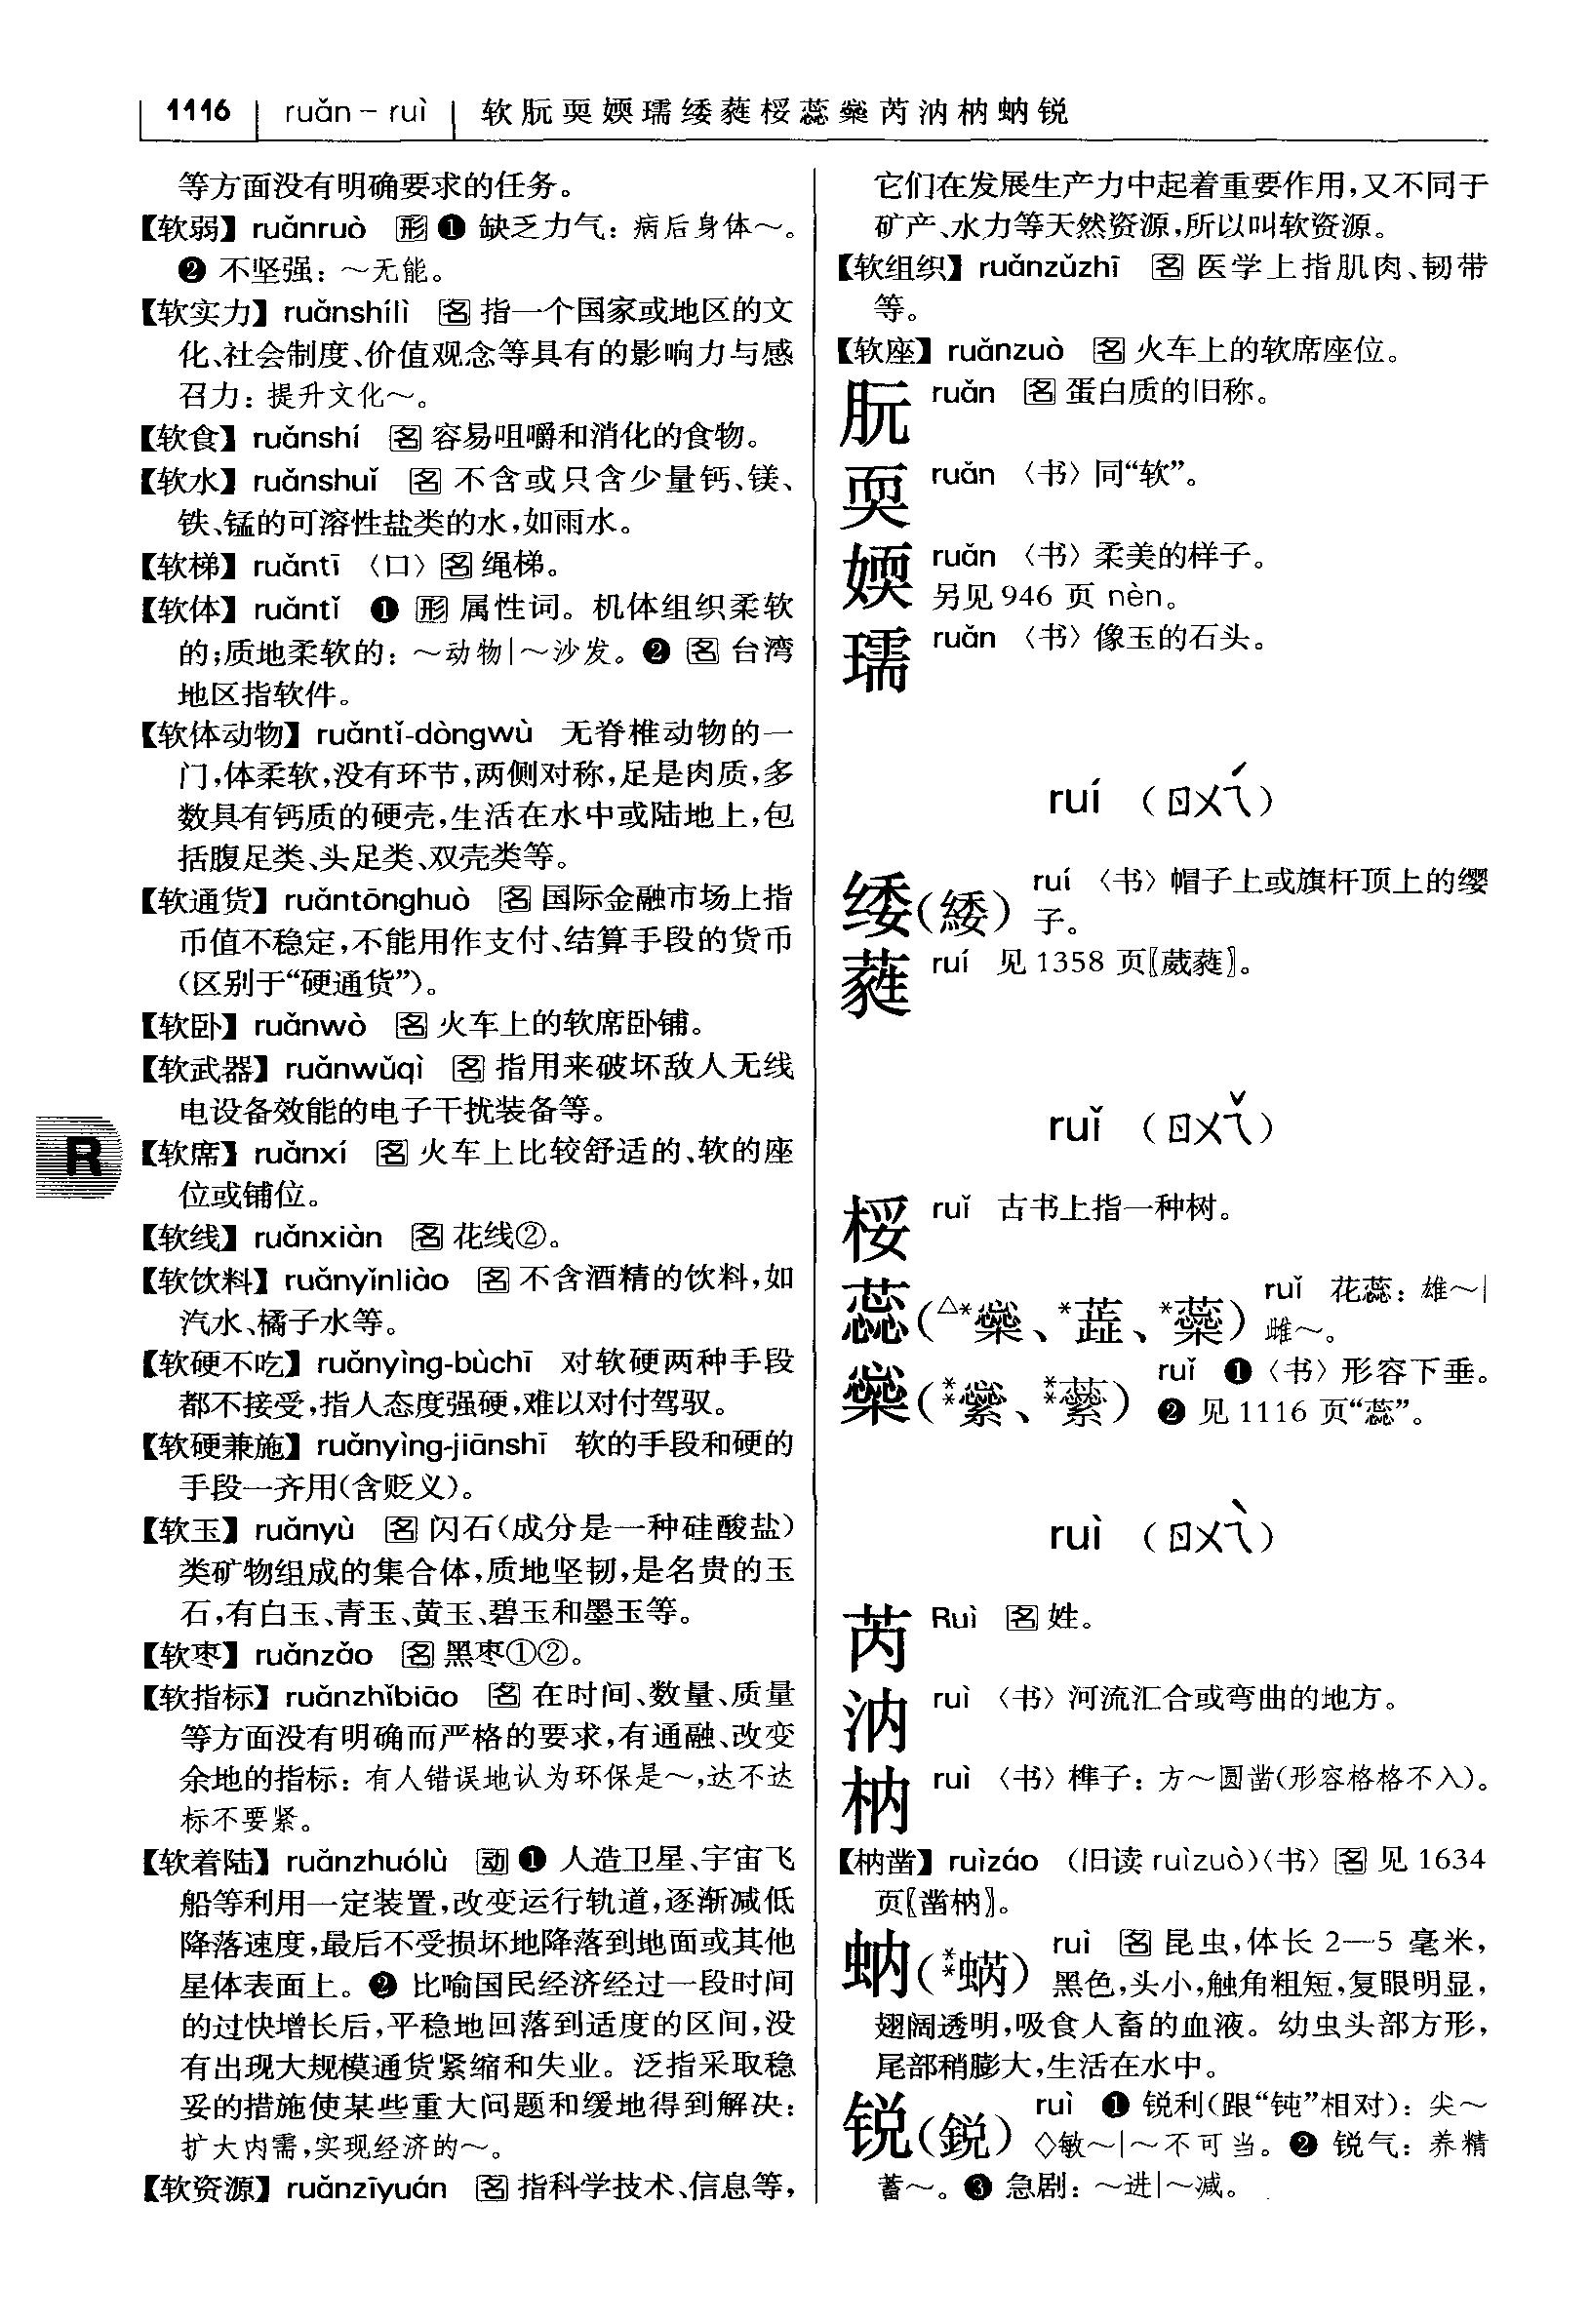 1116 ruǎn－ruì 软朊耎媆瓀緌蕤桵蕊橤芮汭枘蚋锐
等方面没有明确要求的任务。
【软弱】ruǎnruò 形❶ 缺乏力气：病后身体～。
❷ 不坚强：～无能。
【软实力】ruǎnshílì 名 指一个国家或地区的文
化、社会制度、价值观念等具有的影响力与感
召力：提升文化～。
【软食】ruǎnshí 名 容易咀嚼和消化的食物。
【软水】ruǎnshuǐ 名 不含或只含少量钙、镁、
铁、锰的可溶性盐类的水，如雨水。
【软梯】ruǎntī 〈口〉名 绳梯。
【软体】ruǎntǐ ❶ 形 属性词。机体组织柔软
的；质地柔软的：～动物|～沙发。❷ 名 台湾
地区指软件。
【软体动物】ruǎntǐ-dòngwù 无脊椎动物的一
门，体柔软，没有环节，两侧对称，足是肉质，多
数具有钙质的硬壳，生活在水中或陆地上，包
括腹足类、头足类、双壳类等。
【软通货】ruǎntōnghuò 名 国际金融市场上指
币值不稳定，不能用作支付、结算手段的货币
（区别于“硬通货”）。
【软卧】ruǎnwò 名 火车上的软席卧铺。
【软武器】ruǎnwǔqì 名 指用来破坏敌人无线
电设备效能的电子干扰装备等。
R
【软席】ruǎnxí 名 火车上比较舒适的、软的座
位或铺位。
【软线】ruǎnxiàn 名 花线②。
【软饮料】ruǎnyǐnliào 名 不含酒精的饮料，如
汽水、橘子水等。
【软硬不吃】ruǎnyìng-bùchī 对软硬两种手段
都不接受，指人态度强硬，难以对付驾驭。
【软硬兼施】ruǎnyìng-jiānshī 软的手段和硬的
手段一齐用（含贬义）。
【软玉】ruǎnyù 名 闪石（成分是一种硅酸盐）
类矿物组成的集合体，质地坚韧，是名贵的玉
石，有白玉、青玉、黄玉、碧玉和墨玉等。
【软枣】ruǎnzǎo 名 黑枣①②。
【软指标】ruǎnzhǐbiāo 名 在时间、数量、质量
等方面没有明确而严格的要求，有通融、改变
余地的指标：有人错误地认为环保是～，达不达
标不要紧。
【软着陆】ruǎnzhuólù 动❶ 人造卫星、宇宙飞
船等利用一定装置，改变运行轨道，逐渐减低
降落速度，最后不受损坏地降落到地面或其他
星体表面上。❷ 比喻国民经济经过一段时间
的过快增长后，平稳地回落到适度的区间，没
有出现大规模通货紧缩和失业。泛指采取稳
妥的措施使某些重大问题和缓地得到解决：
扩大内需，实现经济的～。
【软资源】ruǎnzīyuán 名 指科学技术、信息等，
它们在发展生产力中起着重要作用，又不同于
矿产、水力等天然资源，所以叫软资源。
【软组织】ruǎnzǔzhī 名 医学上指肌肉、韧带
等。
【软座】ruǎnzuò 名 火车上的软席座位。
朊 ruǎn 名 蛋白质的旧称。
耎 ruǎn 〈书〉同“软”。
媆 ruǎn 〈书〉柔美的样子。
另见946 页 nèn。
瓀 ruǎn 〈书〉像玉的石头。
ruí （ㄖㄨㄟˊ）
𦈡（緌） ruí 〈书〉帽子上或旗杆顶上的缨
子。
蕤 ruí 见 1358 页〖葳蕤〗。
ruǐ （ㄖㄨㄟˇ）
桵 ruǐ 古书上指一种树。
蕊（△*橤、*蕋、*蘂） ruǐ 花蕊：雄～|
雌～。
橤（**繠、**蘃） ruǐ ❶〈书〉形容下垂。
❷ 见 1116 页“蕊”。
ruì （ㄖㄨㄟˋ）
芮 Ruì 名 姓。
汭 ruì 〈书〉河流汇合或弯曲的地方。
枘 ruì 〈书〉榫子：方～圆凿（形容格格不入）。
【枘凿】ruìzáo （旧读 ruìzuò）〈书〉名 见 1634
页〖凿枘〗。
蚋（**蜹） ruì 名 昆虫，体长 2—5 毫米，
黑色，头小，触角粗短，复眼明显，
翅阔透明，吸食人畜的血液。幼虫头部方形，
尾部稍膨大，生活在水中。
锐（鋭） ruì ❶ 锐利（跟“钝”相对）：尖～
◇敏～|～不可当。❷ 锐气：养精
蓄～。❸ 急剧：～进|～减。